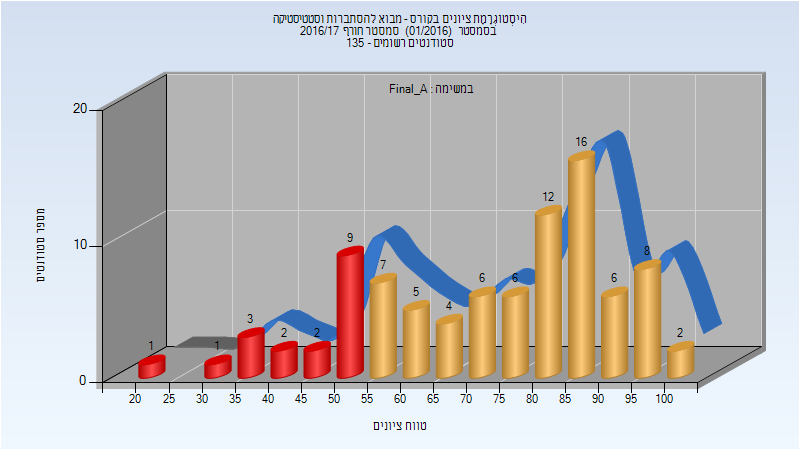 היסטוגרמת ציונים בקורס - מבוא להסתברות וסטטיסטיקה
בסמסטר (01/2016) סמסטר חורף 2016/17
סטודנטים רשומים - 135
במשימה : Final_A
מספר סטודנטים
20
10
0
1
1
3
2
2
9
7
5
4
6
6
12
16
6
8
2
20 25 30 35 40 45 50 55 60 65 70 75 80 85 90 95 100
טווח ציונים